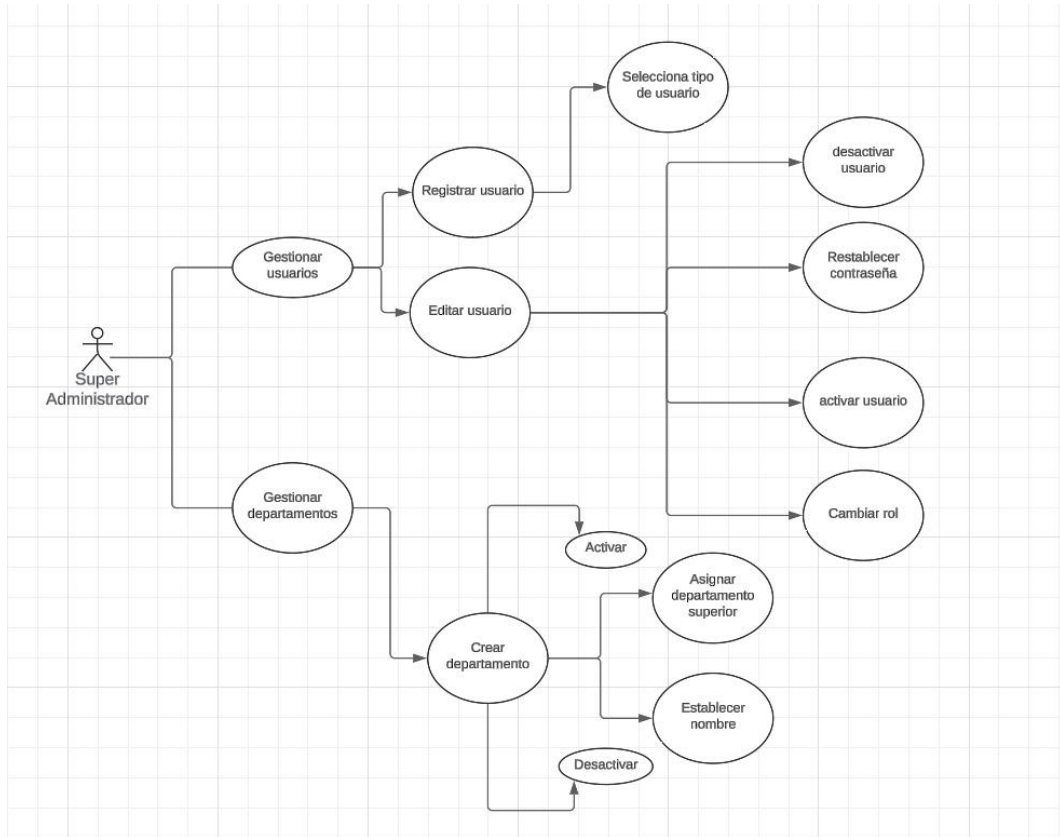 Selecciona tipo
de usuario
desactivar
usuario
Registrar usuario
Gestionar
usuarios
Restablecer
contraseña
Editar usuario
Super
Administrador
activar usuario
Gestionar
departamentos
Cambiar rol
Activar
Asignar
departamento
superior
Crear
departamento
Establecer
nombre
Desactivar